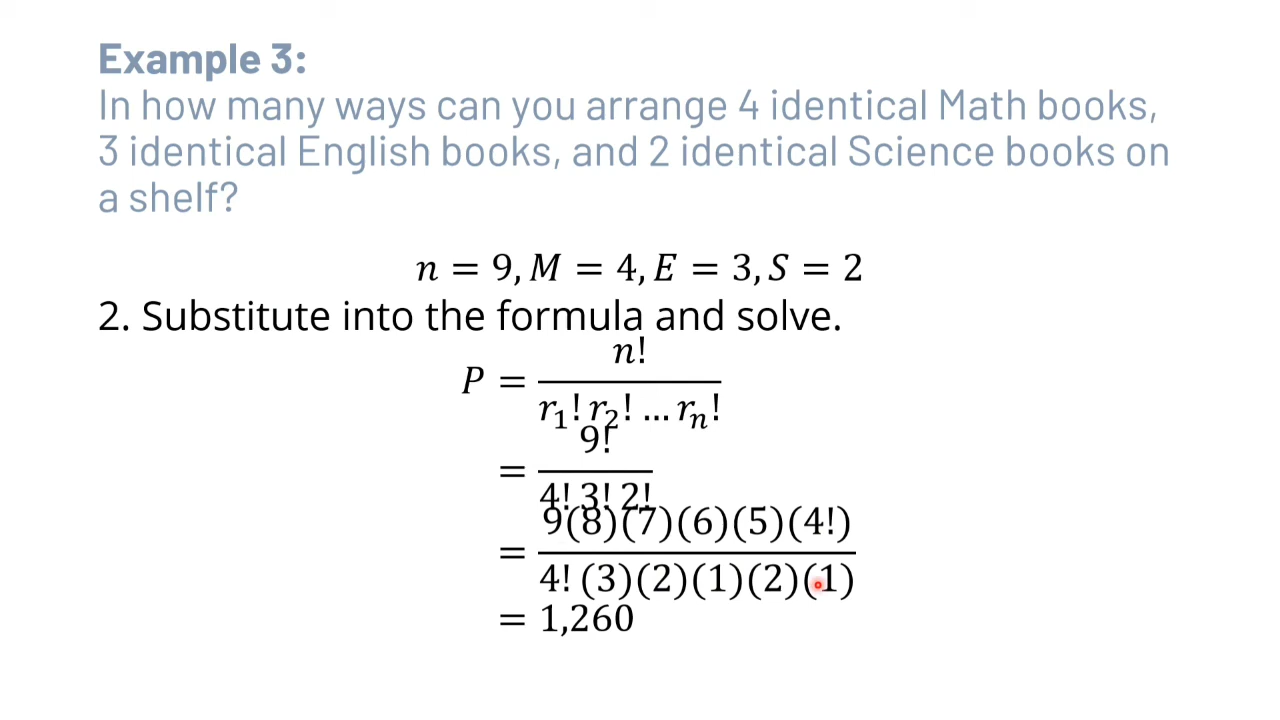 Example 3:
In how many ways can you arrange 4 identical Math books,
3 identical English books, and 2 identical Science books on
a shelf?
n = 9, M = 4, E = 3, S = 2
2. Substitute into the formula and solve.
P = n! / r₁! r₂! … rₙ!
= 9! / 4! 3! 2!
= 9(8)(7)(6)(5)(4!) / 4! (3)(2)(1)(2)(1)
= 1,260